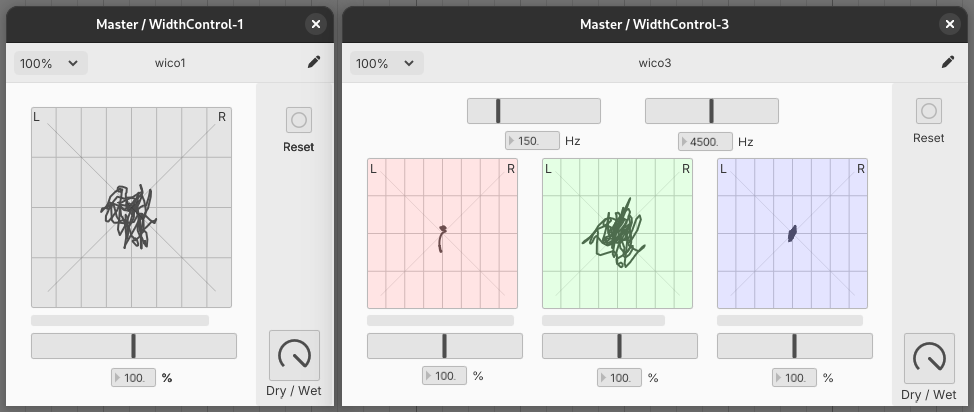 Master / WidthControl-1
100%
wico1
L
R
Reset
100.
%
Dry / Wet
Master / WidthControl-3
100%
wico3
150.
Hz
4500.
Hz
L
R
L
R
L
R
Reset
100.
%
100.
%
100.
%
Dry / Wet